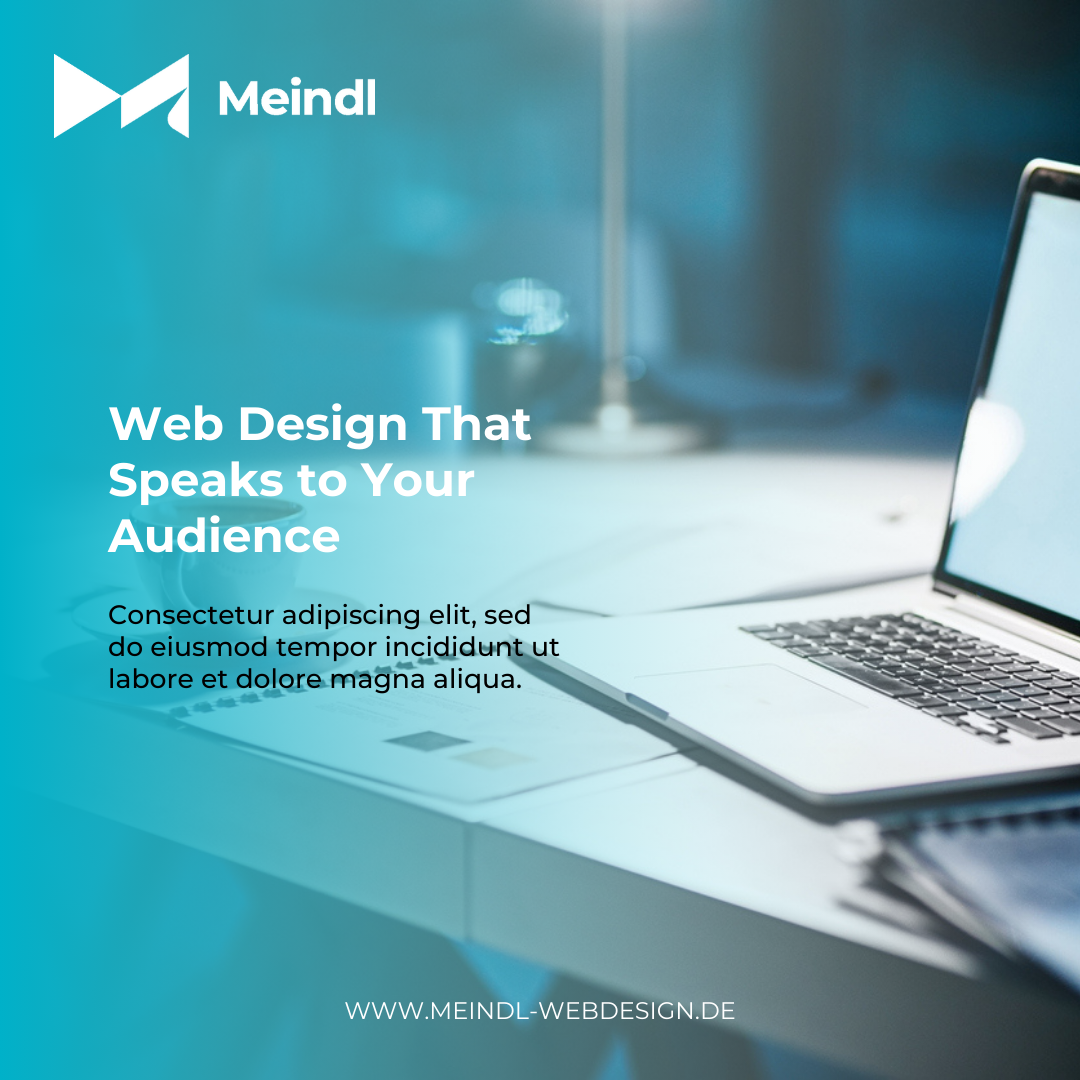 Meindl
Web Design That
Speaks to Your
Audience
Consectetur adipiscing elit, sed
do eiusmod tempor incididunt ut
labore et dolore magna aliqua.
WWW.MEINDL-WEBDESIGN.DE